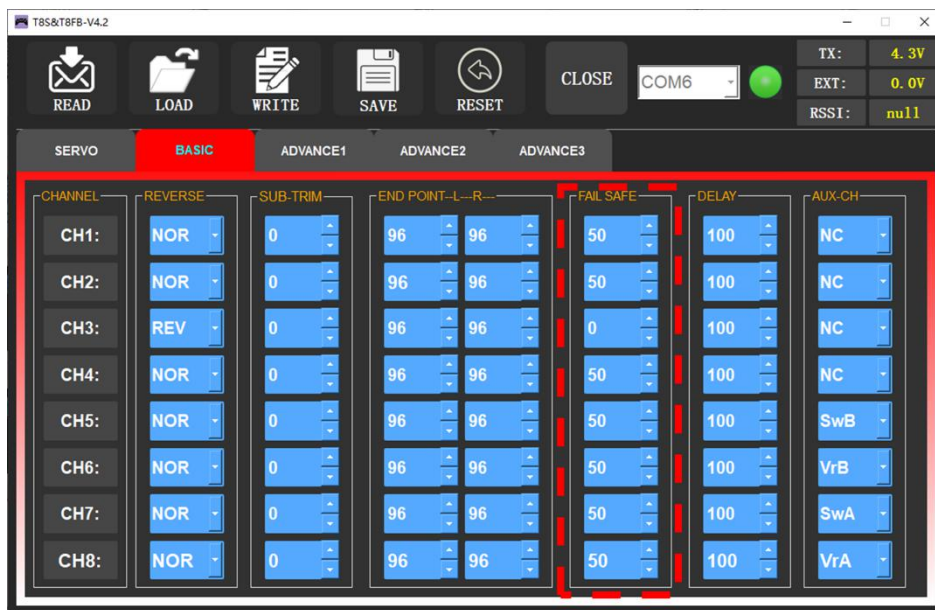 T8S&T8FB-V4.2
READ LOAD WRITE SAVE RESET CLOSE COM6
TX: 4.3V
EXT: 0.0V
RSSI: null
SERVO BASIC ADVANCE1 ADVANCE2 ADVANCE3
CHANNEL REVERSE SUB-TRIM END POINT--L---R--- FAIL SAFE DELAY AUX-CH
CH1: NOR 0 96 96 50 100 NC
CH2: NOR 0 96 96 50 100 NC
CH3: REV 0 96 96 0 100 NC
CH4: NOR 0 96 96 50 100 NC
CH5: NOR 0 96 96 50 100 SwB
CH6: NOR 0 96 96 50 100 VrB
CH7: NOR 0 96 96 50 100 SwA
CH8: NOR 0 96 96 50 100 VrA